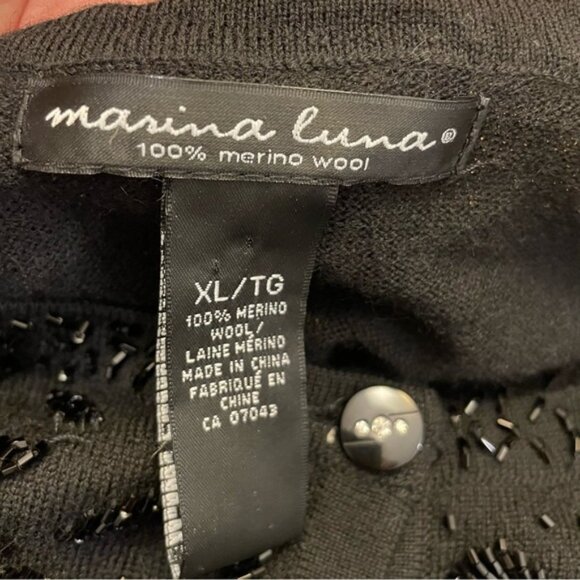 marina luna®
100% merino wool
XL/TG
100% MERINO
WOOL/
LAINE MÉRINO
MADE IN CHINA
FABRIQUÉ EN
CHINE
CA 07043